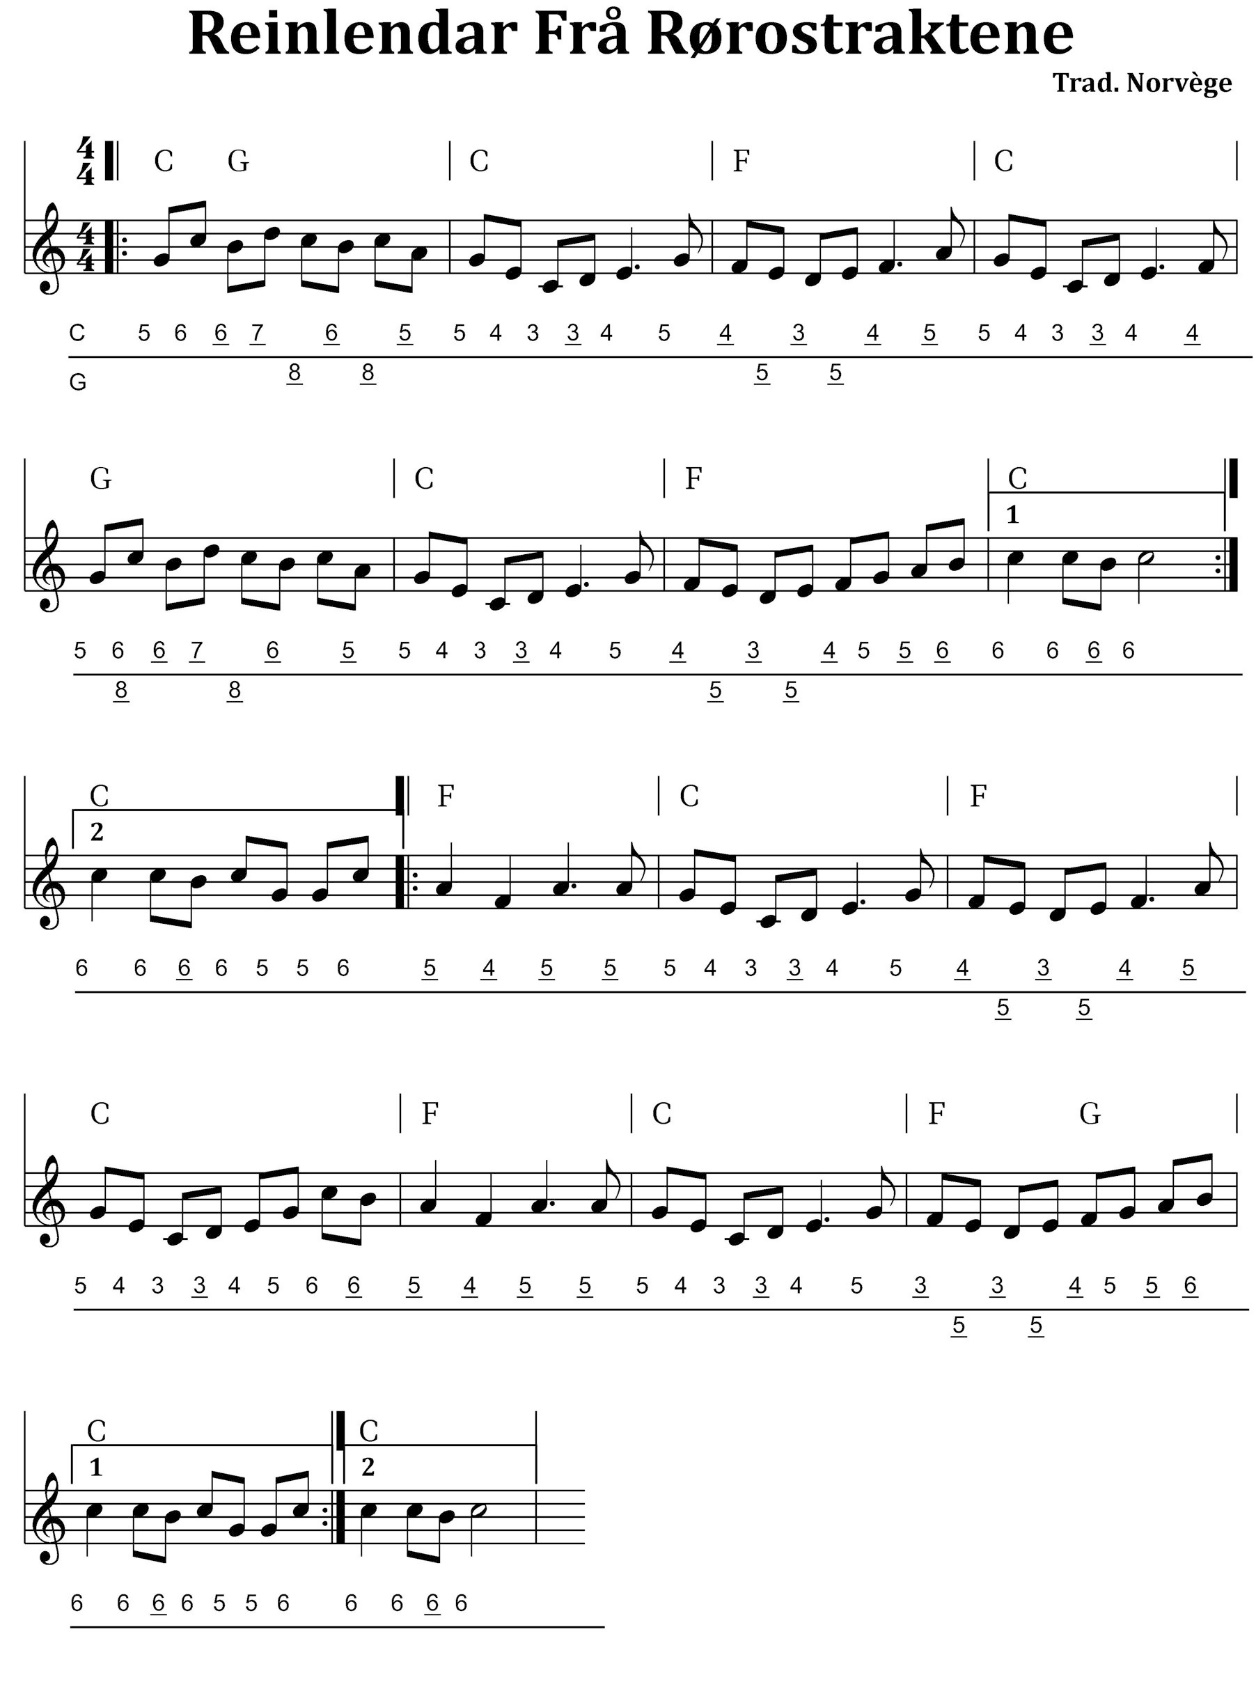 Reinlendar Frå Rørostraktene
Trad. Norvège
4 4 C G C F C
4 4
C 5 6 6 7 6 5 5 4 3 3 4 5 4 3 4 5 5 4 3 3 4 4
G 8 8 5 5
G C F C
1
5 6 6 7 6 5 5 4 3 3 4 5 4 3 4 5 5 6 6 6 6 6
8 8 5 5
C F C F
2
6 6 6 6 5 5 6 5 4 5 5 5 4 3 3 4 5 4 3 4 5
5 5
C F C F G
5 4 3 3 4 5 6 6 5 4 5 5 5 4 3 3 4 5 3 3 4 5 5 6
5 5
C C
1 2
6 6 6 6 5 5 6 6 6 6 6